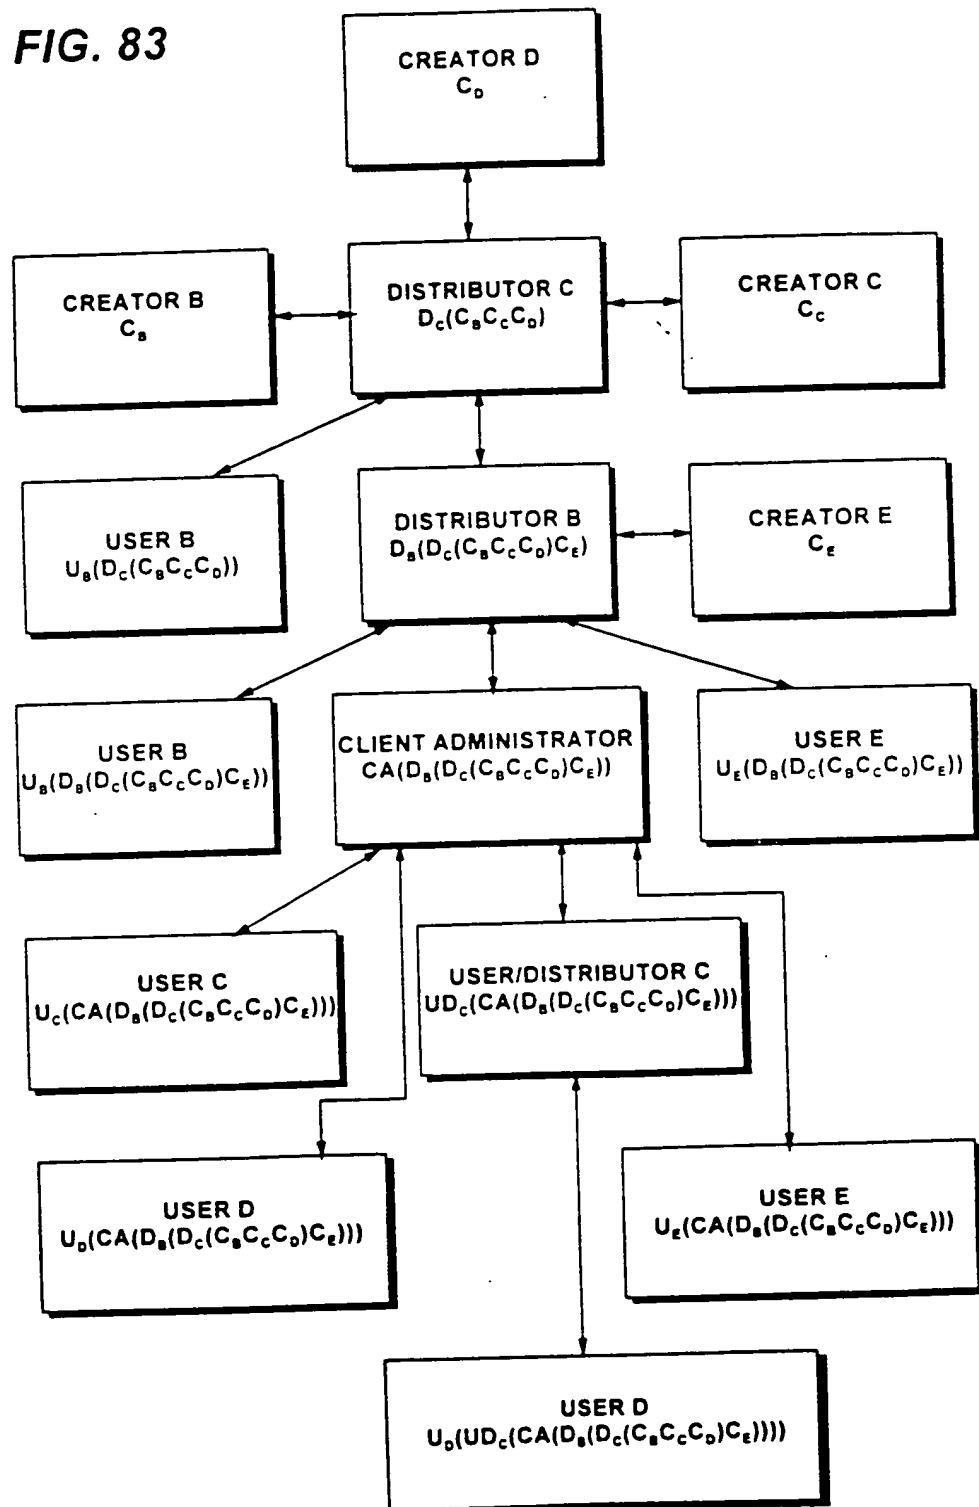 FIG. 83
CREATOR D
C_D
CREATOR B
C_B
DISTRIBUTOR C
D_C(C_BC_CC_D)
CREATOR C
C_C
USER B
U_B(D_C(C_BC_CC_D))
DISTRIBUTOR B
D_B(D_C(C_BC_CC_D)C_E)
CREATOR E
C_E
USER B
U_B(D_B(D_C(C_BC_CC_D)C_E))
CLIENT ADMINISTRATOR
CA(D_B(D_C(C_BC_CC_D)C_E))
USER E
U_E(D_B(D_C(C_BC_CC_D)C_E))
USER C
U_C(CA(D_B(D_C(C_BC_CC_D)C_E)))
USER/DISTRIBUTOR C
UD_C(CA(D_B(D_C(C_BC_CC_D)C_E)))
USER D
U_D(CA(D_B(D_C(C_BC_CC_D)C_E)))
USER E
U_E(CA(D_B(D_C(C_BC_CC_D)C_E)))
USER D
U_D(UD_C(CA(D_B(D_C(C_BC_CC_D)C_E))))